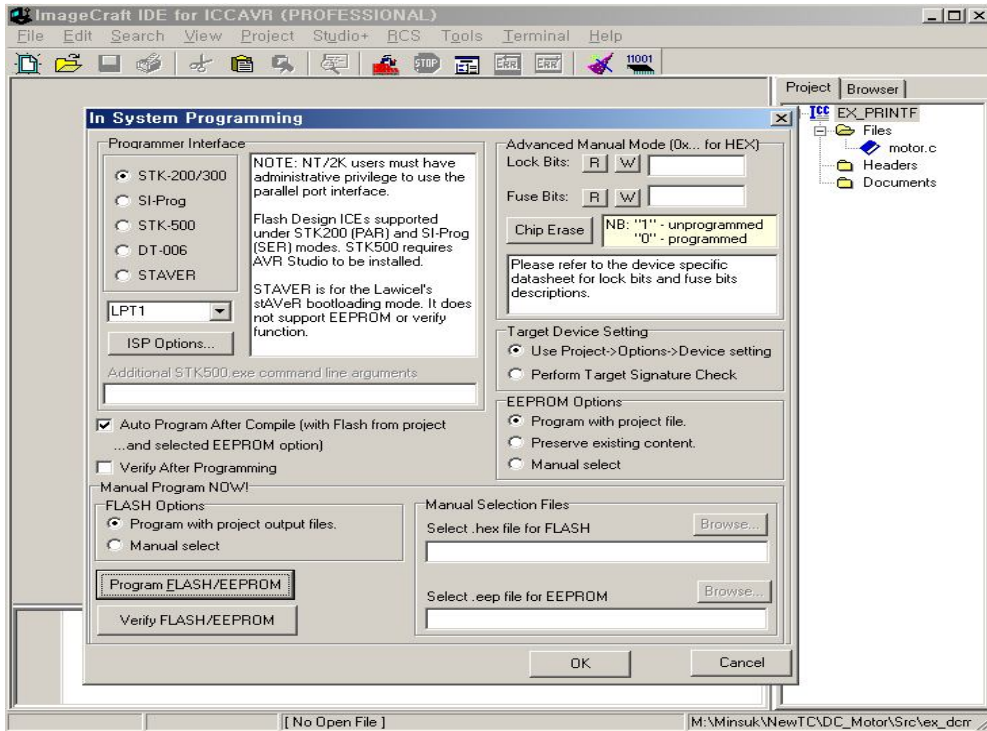 ImageCraft IDE for ICCAVR (PROFESSIONAL)
File Edit Search View Project Studio+ RCS Tools Terminal Help
STOP ERR ERR 11001
Project Browser
ICC EX_PRINTF
Files
motor.c
Headers
Documents
In System Programming
Programmer Interface
STK-200/300
SI-Prog
STK-500
DT-006
STAVER
LPT1
ISP Options...
NOTE: NT/2K users must have
administrative privilege to use the
parallel port interface.
Flash Design ICEs supported
under STK200 (PAR) and SI-Prog
(SER) modes. STK500 requires
AVR Studio to be installed.
STAVER is for the Lawicel's
stAVeR bootloading mode. It does
not support EEPROM or verify
function.
Additional STK500.exe command line arguments
Auto Program After Compile (with Flash from project
...and selected EEPROM option)
Verify After Programming
Advanced Manual Mode (0x... for HEX)
Lock Bits: R W
Fuse Bits: R W
Chip Erase
NB: "1" - unprogrammed
"0" - programmed
Please refer to the device specific
datasheet for lock bits and fuse bits
descriptions.
Target Device Setting
Use Project->Options->Device setting
Perform Target Signature Check
EEPROM Options
Program with project file.
Preserve existing content.
Manual select
Manual Program NOW!
FLASH Options
Program with project output files.
Manual select
Program FLASH/EEPROM
Verify FLASH/EEPROM
Manual Selection Files
Select .hex file for FLASH
Browse...
Select .eep file for EEPROM
Browse...
OK
Cancel
[ No Open File ]
M:\Minsuk\NewTC\DC_Motor\Src\ex_dcm